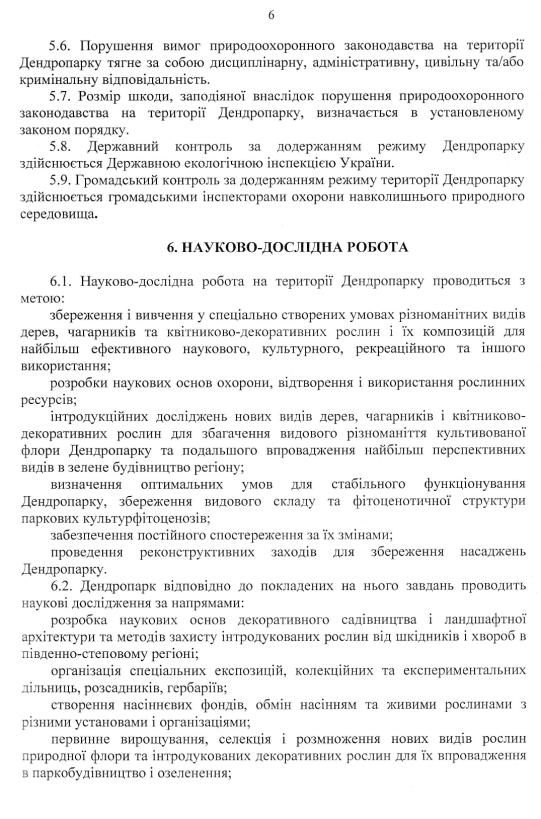 6
5.6. Порушення вимог природоохоронного законодавства на території
Дендропарку тягне за собою дисциплінарну, адміністративну, цивільну та/або
кримінальну відповідальність.
5.7. Розмір шкоди, заподіяної внаслідок порушення природоохоронного
законодавства на території Дендропарку, визначається в установленому
законом порядку.
5.8. Державний контроль за додержанням режиму Дендропарку
здійснюється Державною екологічною інспекцією України.
5.9. Громадський контроль за додержанням режиму території Дендропарку
здійснюється громадськими інспекторами охорони навколишнього природного
середовища.
6. НАУКОВО-ДОСЛІДНА РОБОТА
6.1. Науково-дослідна робота на території Дендропарку проводиться з
метою:
збереження і вивчення у спеціально створених умовах різноманітних видів
дерев, чагарників та квітниково-декоративних рослин і їх композицій для
найбільш ефективного наукового, культурного, рекреаційного та іншого
використання;
розробки наукових основ охорони, відтворення і використання рослинних
ресурсів;
інтродукційних досліджень нових видів дерев, чагарників і квітниково-
декоративних рослин для збагачення видового різноманіття культивованої
флори Дендропарку та подальшого впровадження найбільш перспективних
видів в зелене будівництво регіону;
визначення оптимальних умов для стабільного функціонування
Дендропарку, збереження видового складу та фітоценотичної структури
паркових культурфітоценозів;
забезпечення постійного спостереження за їх змінами;
проведення реконструктивних заходів для збереження насаджень
Дендропарку.
6.2. Дендропарк відповідно до покладених на нього завдань проводить
наукові дослідження за напрямами:
розробка наукових основ декоративного садівництва і ландшафтної
архітектури та методів захисту інтродукованих рослин від шкідників і хвороб в
південно-степовому регіоні;
організація спеціальних експозицій, колекційних та експериментальних
дільниць, розсадників, гербаріїв;
створення насіннєвих фондів, обмін насінням та живими рослинами з
різними установами і організаціями;
первинне вирощування, селекція і розмноження нових видів рослин
природної флори та інтродукованих декоративних рослин для їх впровадження
в паркобудівництво і озеленення;